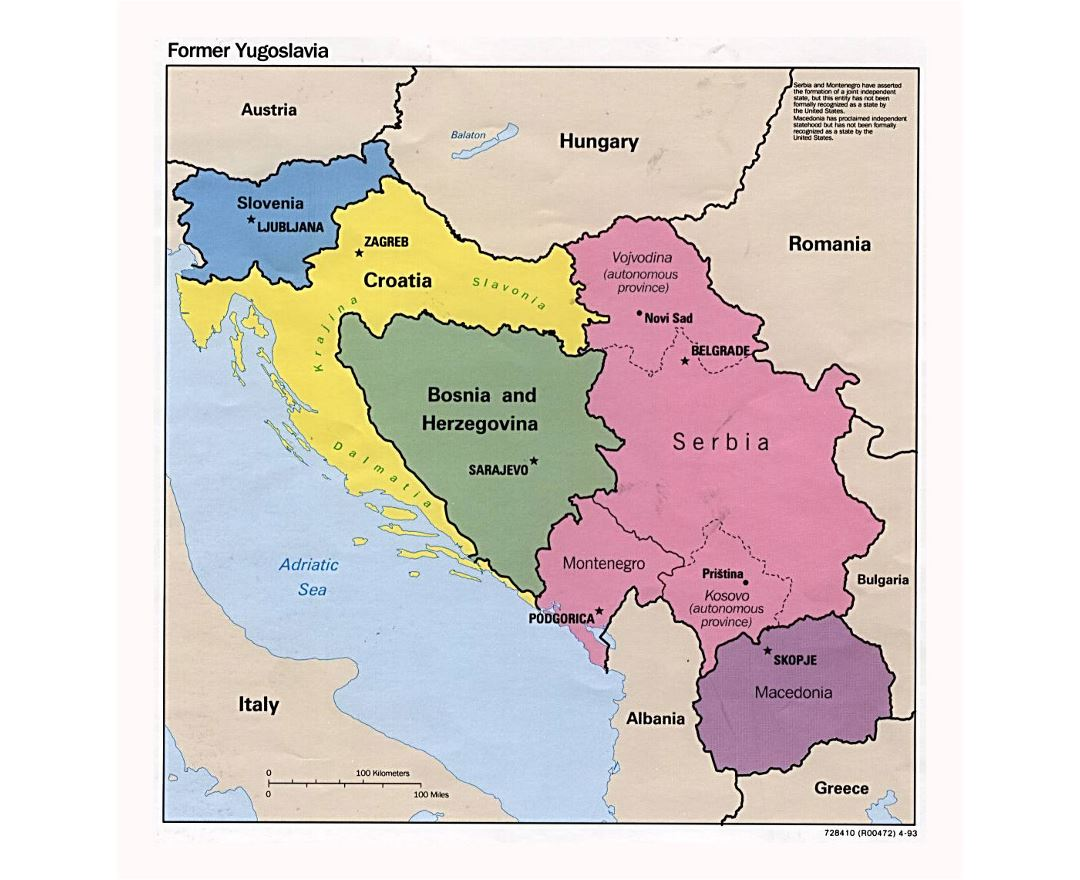 Former Yugoslavia
Serbia and Montenegro have asserted
the formation of a joint independent
state, but this entity has not been
formally recognized as a state by
the United States.
Macedonia has proclaimed independent
statehood but has not been formally
recognized as a state by the
United States.
Austria
Balaton
Hungary
Slovenia
LJUBLJANA
ZAGREB
Croatia
Slavonia
Krajina
Dalmatia
Romania
Vojvodina
(autonomous
province)
Novi Sad
BELGRADE
Bosnia and
Herzegovina
SARAJEVO
Serbia
Montenegro
PODGORICA
Priština
Kosovo
(autonomous
province)
Bulgaria
Adriatic
Sea
SKOPJE
Macedonia
Italy
Albania
Greece
0 100 Kilometers
0 100 Miles
728410 (R00472) 4-93